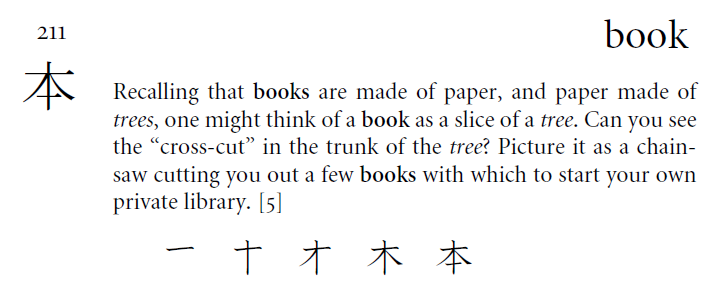 211
book
本
Recalling that books are made of paper, and paper made of
trees, one might think of a book as a slice of a tree. Can you see
the “cross-cut” in the trunk of the tree? Picture it as a chain-
saw cutting you out a few books with which to start your own
private library. [5]
一 十 才 木 本